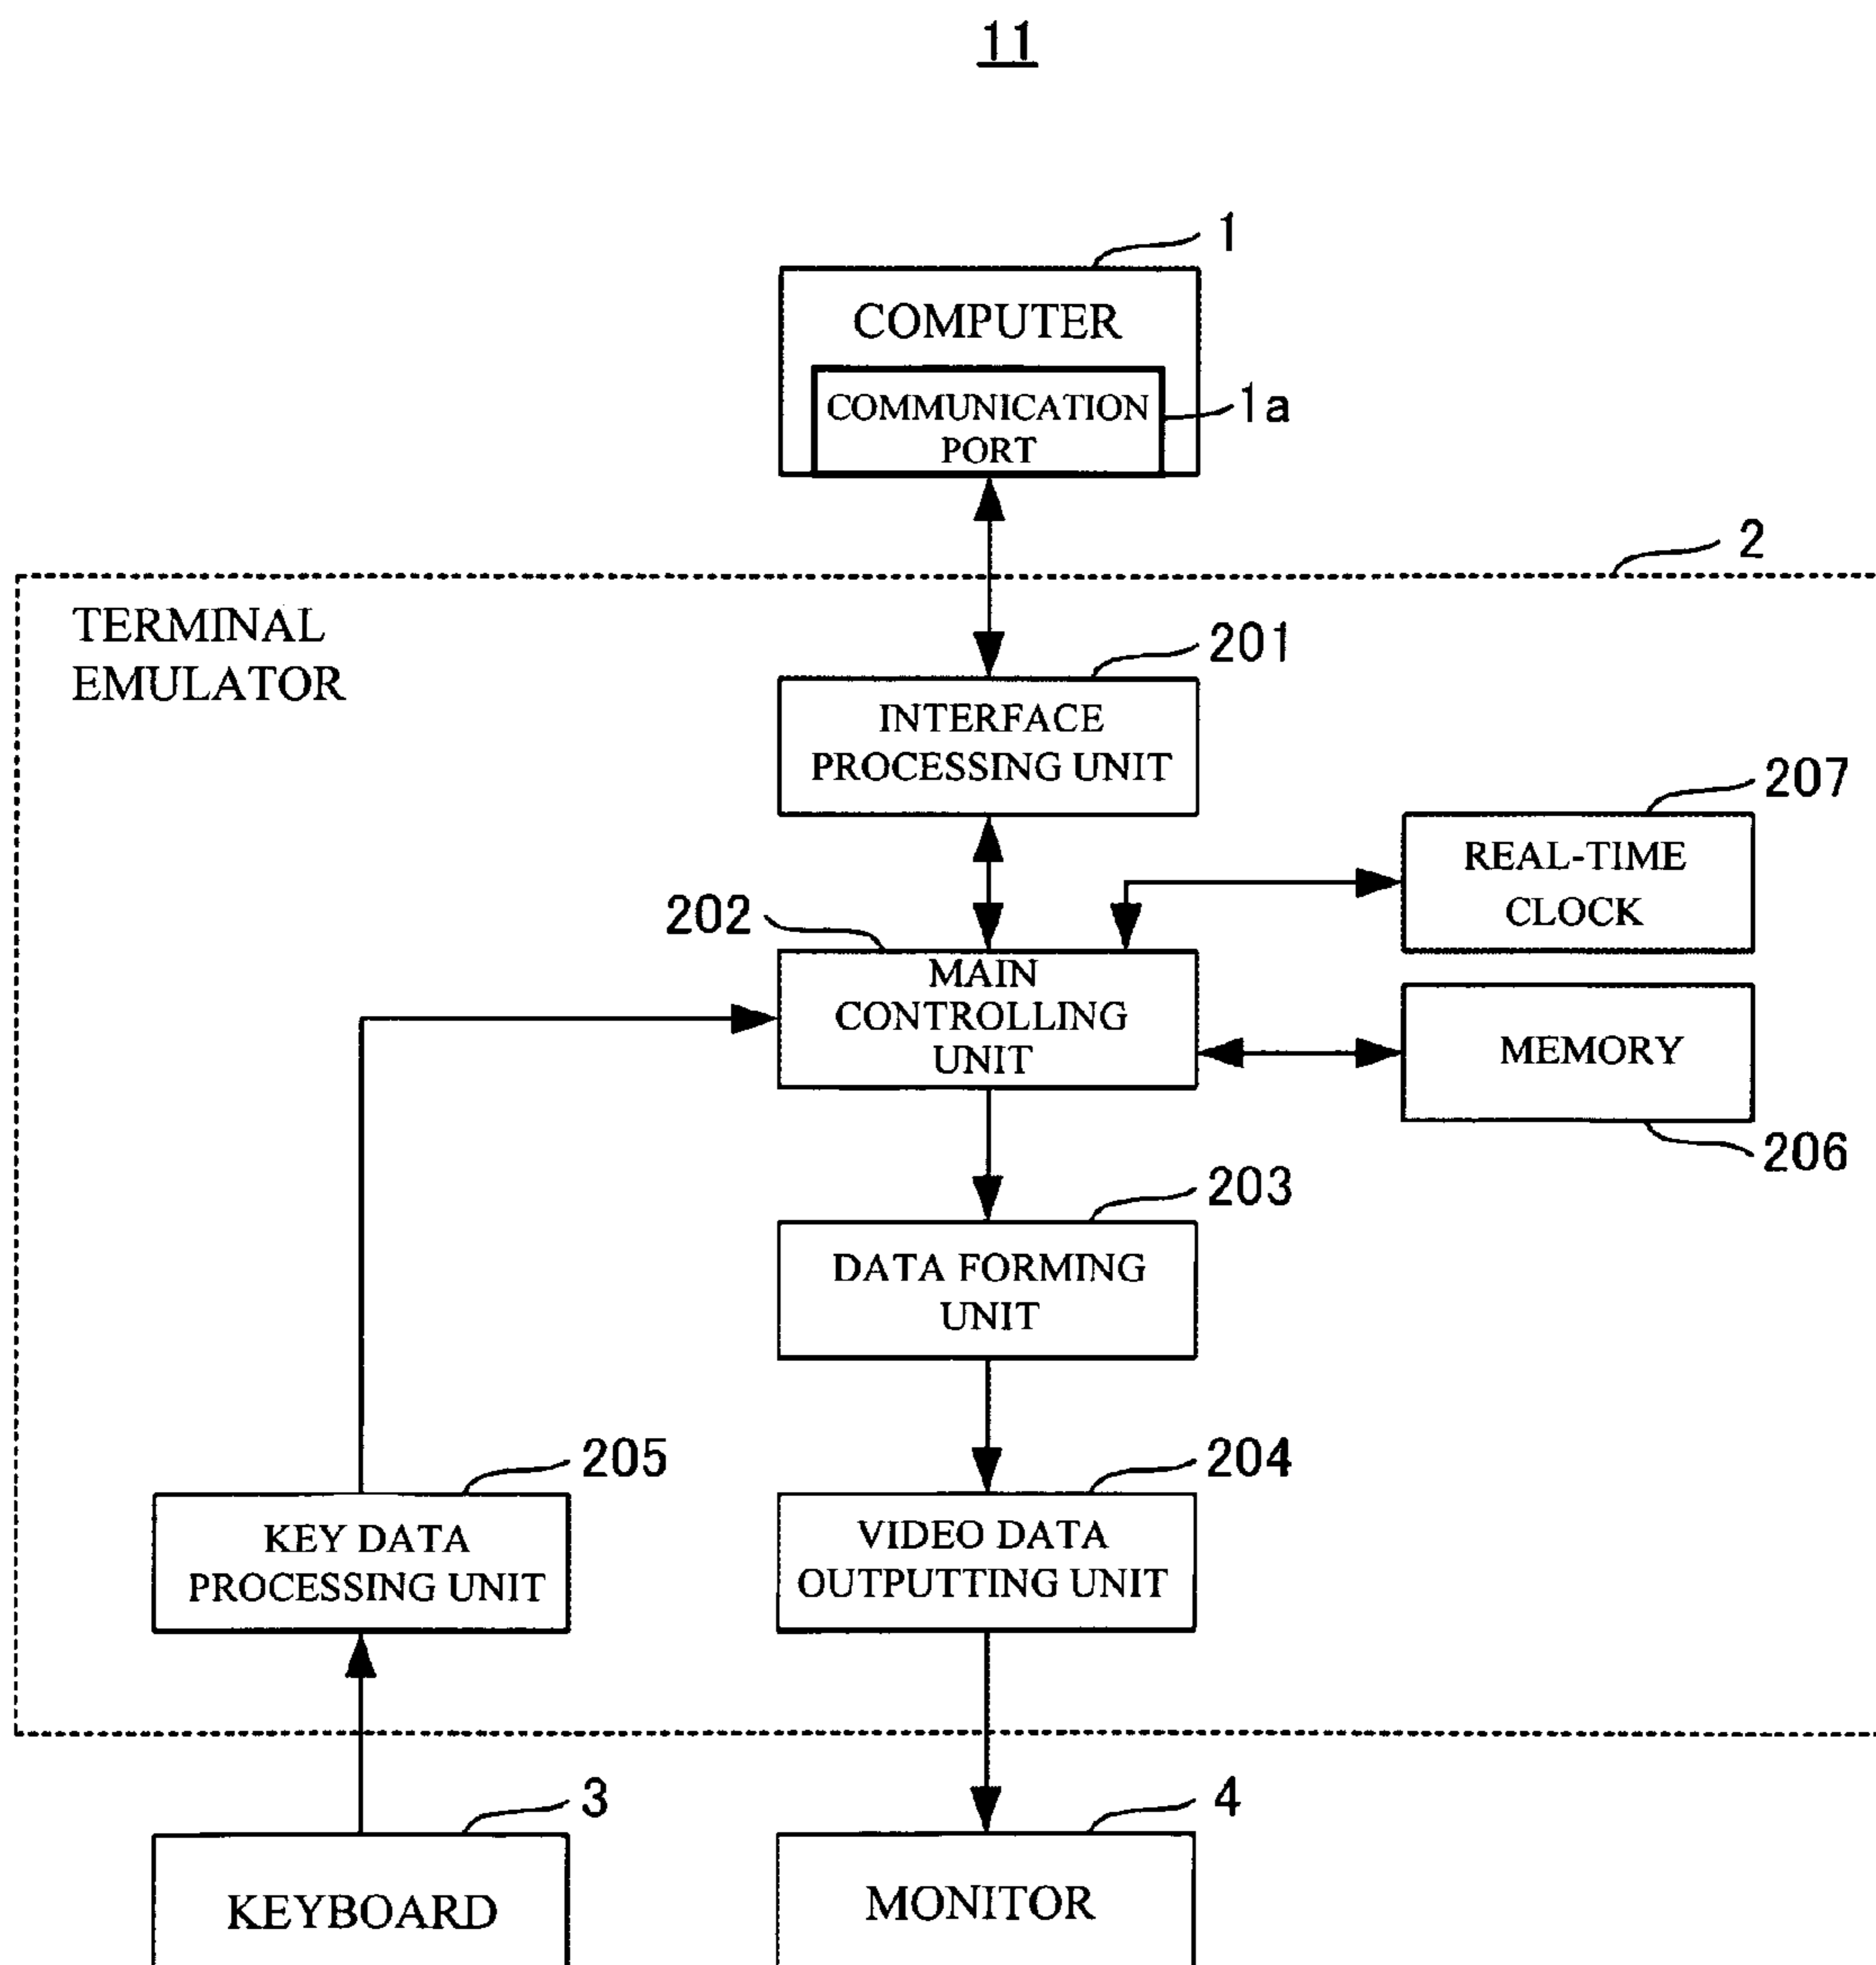 11
1
COMPUTER
COMMUNICATION
PORT
1a
2
TERMINAL
EMULATOR
201
INTERFACE
PROCESSING UNIT
207
REAL-TIME
CLOCK
202
MAIN
CONTROLLING
UNIT
MEMORY
206
203
DATA FORMING
UNIT
205
KEY DATA
PROCESSING UNIT
204
VIDEO DATA
OUTPUTTING UNIT
3
KEYBOARD
4
MONITOR